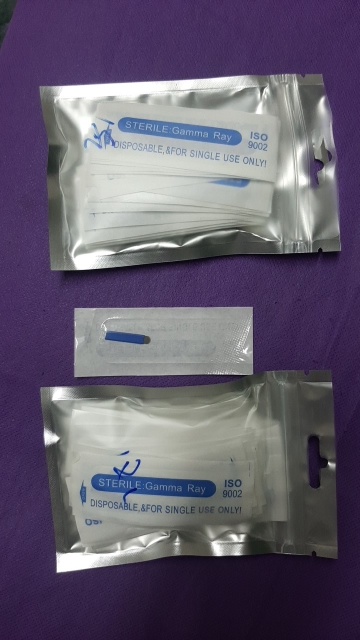 STERILE:Gamma Ray
ISO
9002
DISPOSABLE,&FOR SINGLE USE ONLY!
STERILE:Gamma Ray
ISO
9002
DISPOSABLE,&FOR SINGLE USE ONLY!